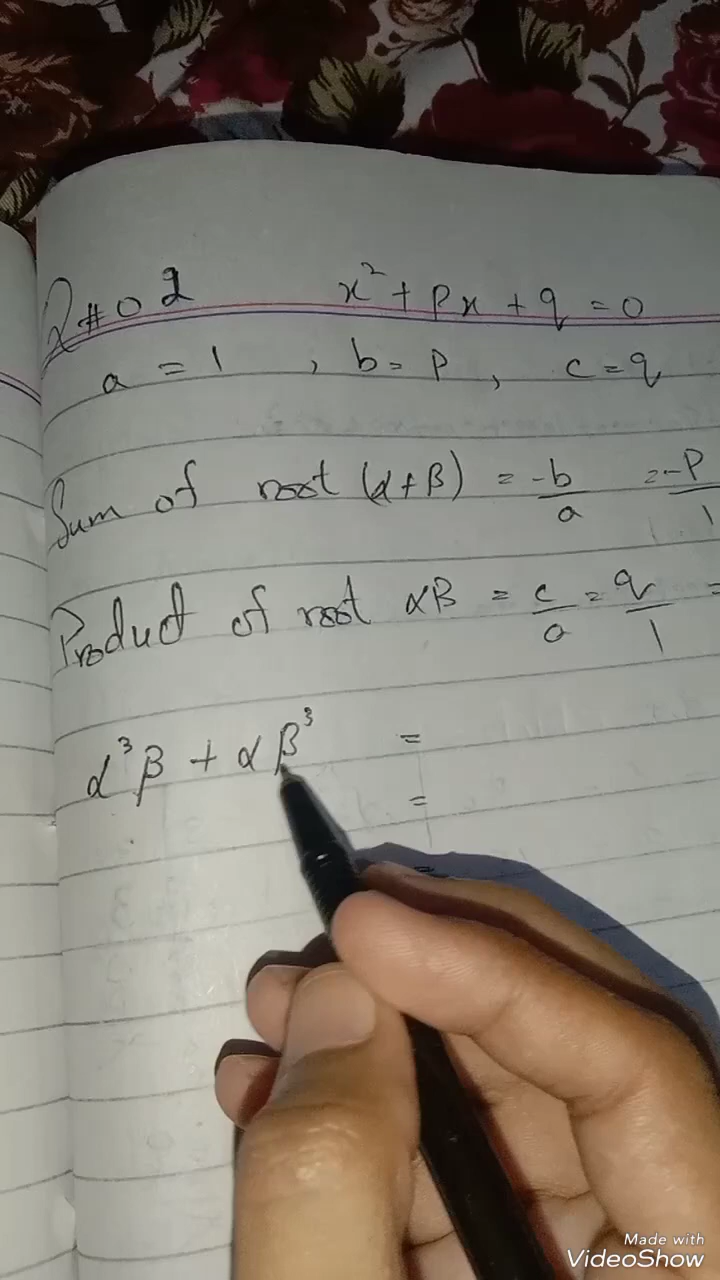 Q#02 x² + px + q = 0
a = 1 , b = p , c = q
Sum of root (α+β) = -b/a = -p/1
Product of root αβ = c/a = q/1 =
α³β + αβ³ =
=
=
Made with
VideoShow